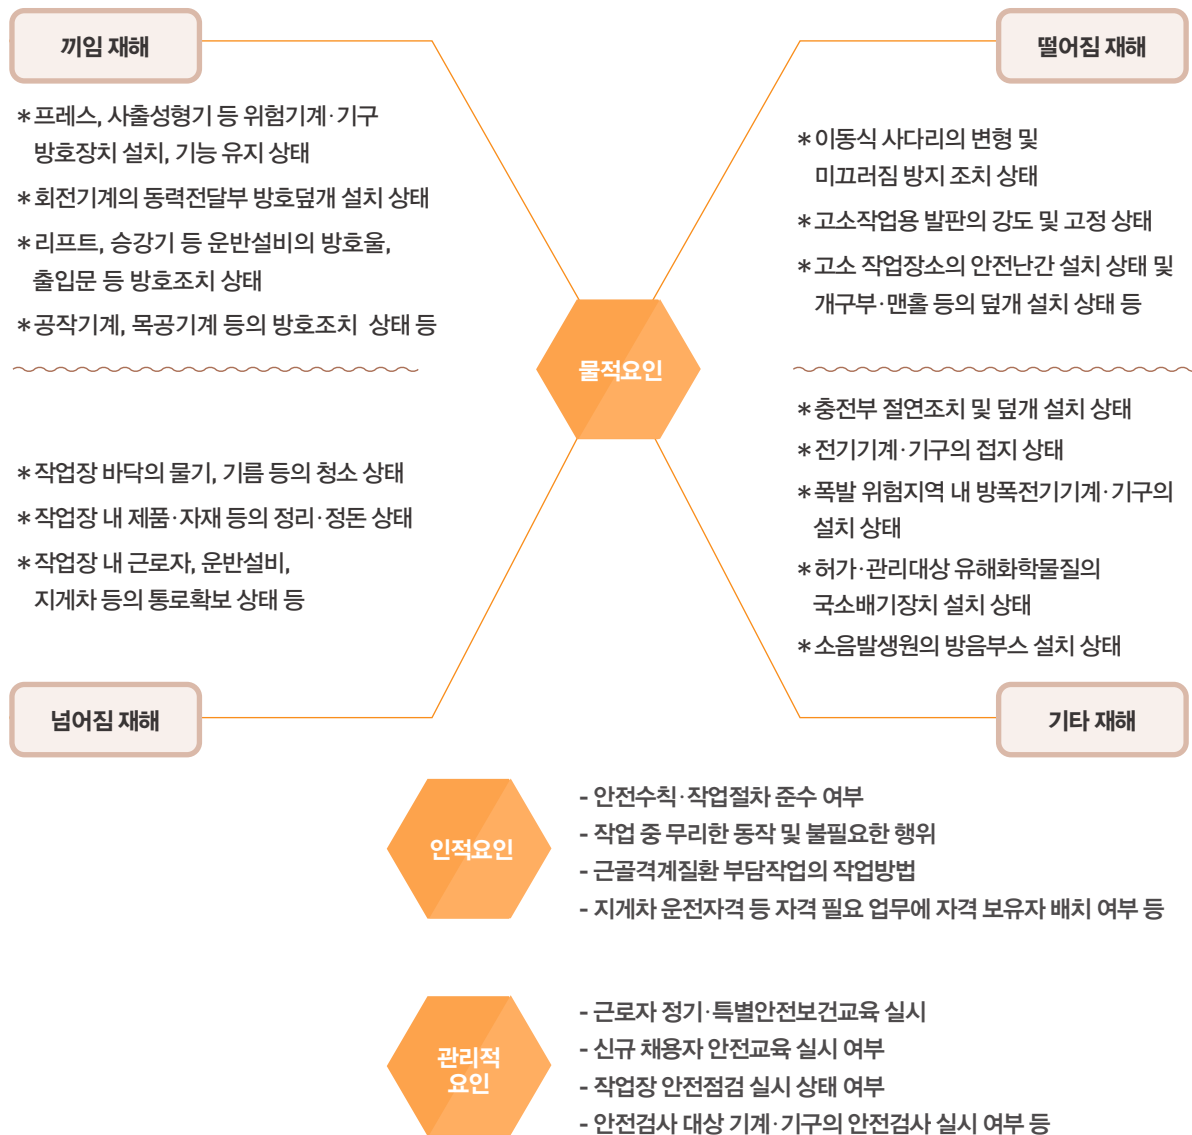 끼임 재해
* 프레스, 사출성형기 등 위험기계·기구
방호장치 설치, 기능 유지 상태
* 회전기계의 동력전달부 방호덮개 설치 상태
* 리프트, 승강기 등 운반설비의 방호울,
출입문 등 방호조치 상태
* 공작기계, 목공기계 등의 방호조치 상태 등
떨어짐 재해
* 이동식 사다리의 변형 및
미끄러짐 방지 조치 상태
* 고소작업용 발판의 강도 및 고정 상태
* 고소 작업장소의 안전난간 설치 상태 및
개구부·맨홀 등의 덮개 설치 상태 등
물적요인
* 작업장 바닥의 물기, 기름 등의 청소 상태
* 작업장 내 제품·자재 등의 정리·정돈 상태
* 작업장 내 근로자, 운반설비,
지게차 등의 통로확보 상태 등
넘어짐 재해
* 충전부 절연조치 및 덮개 설치 상태
* 전기기계·기구의 접지 상태
* 폭발 위험지역 내 방폭전기기계·기구의
설치 상태
* 허가·관리대상 유해화학물질의
국소배기장치 설치 상태
* 소음발생원의 방음부스 설치 상태
기타 재해
인적요인
- 안전수칙·작업절차 준수 여부
- 작업 중 무리한 동작 및 불필요한 행위
- 근골격계질환 부담작업의 작업방법
- 지게차 운전자격 등 자격 필요 업무에 자격 보유자 배치 여부 등
관리적
요인
- 근로자 정기·특별안전보건교육 실시
- 신규 채용자 안전교육 실시 여부
- 작업장 안전점검 실시 상태 여부
- 안전검사 대상 기계·기구의 안전검사 실시 여부 등